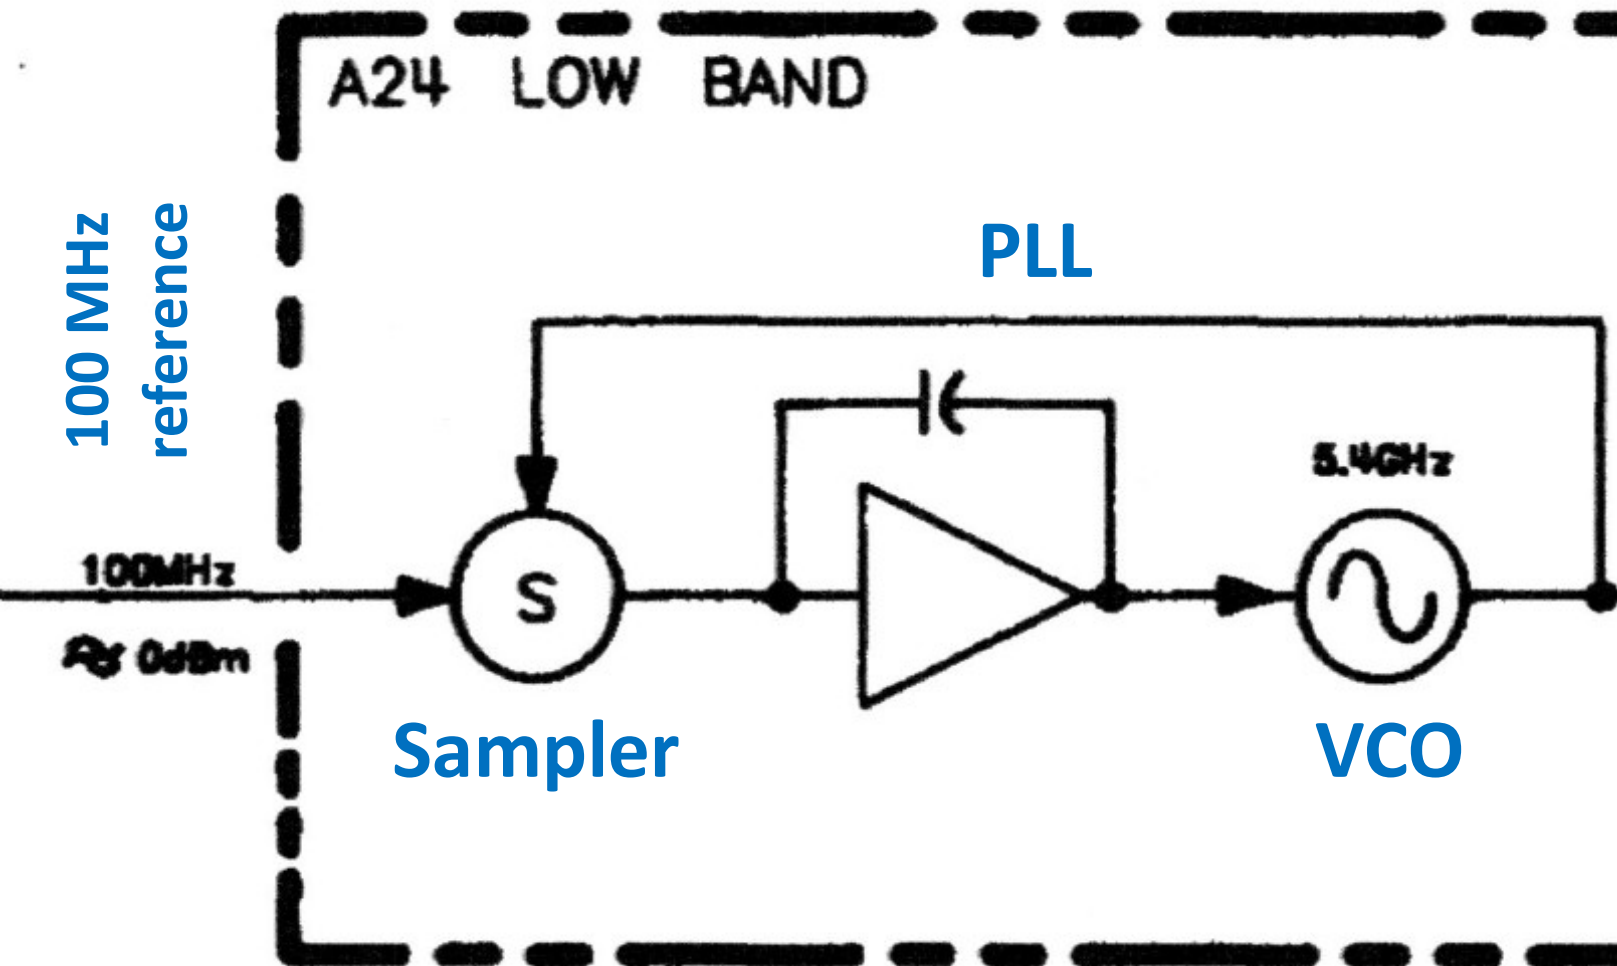 A24 LOW BAND
100 MHz
reference
PLL
5.4GHz
100MHz
≈ 0dBm
S
Sampler
VCO